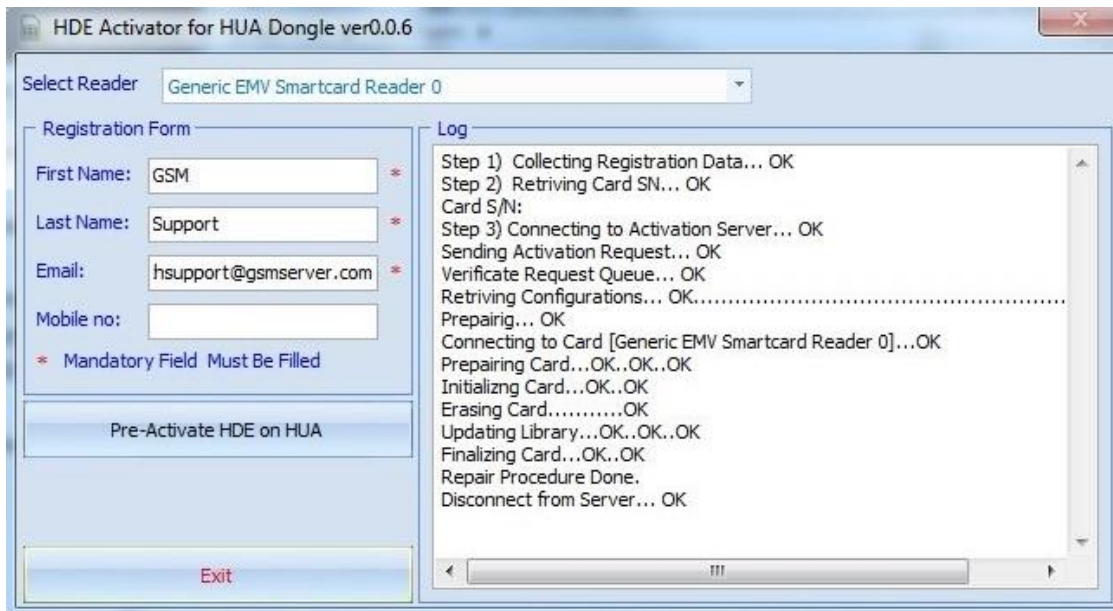 HDE Activator for HUA Dongle ver0.0.6
Select Reader
Generic EMV Smartcard Reader 0
Registration Form
First Name: GSM *
Last Name: Support *
Email: hsupport@gsmserver.com *
Mobile no:
* Mandatory Field Must Be Filled
Pre-Activate HDE on HUA
Exit
Log
Step 1) Collecting Registration Data... OK
Step 2) Retriving Card SN... OK
Card S/N:
Step 3) Connecting to Activation Server... OK
Sending Activation Request... OK
Verificate Request Queue... OK
Retriving Configurations... OK.....................................................
Prepairig... OK
Connecting to Card [Generic EMV Smartcard Reader 0]...OK
Prepairing Card...OK..OK..OK
Initializng Card...OK..OK
Erasing Card...........OK
Updating Library...OK..OK..OK
Finalizing Card...OK..OK
Repair Procedure Done.
Disconnect from Server... OK